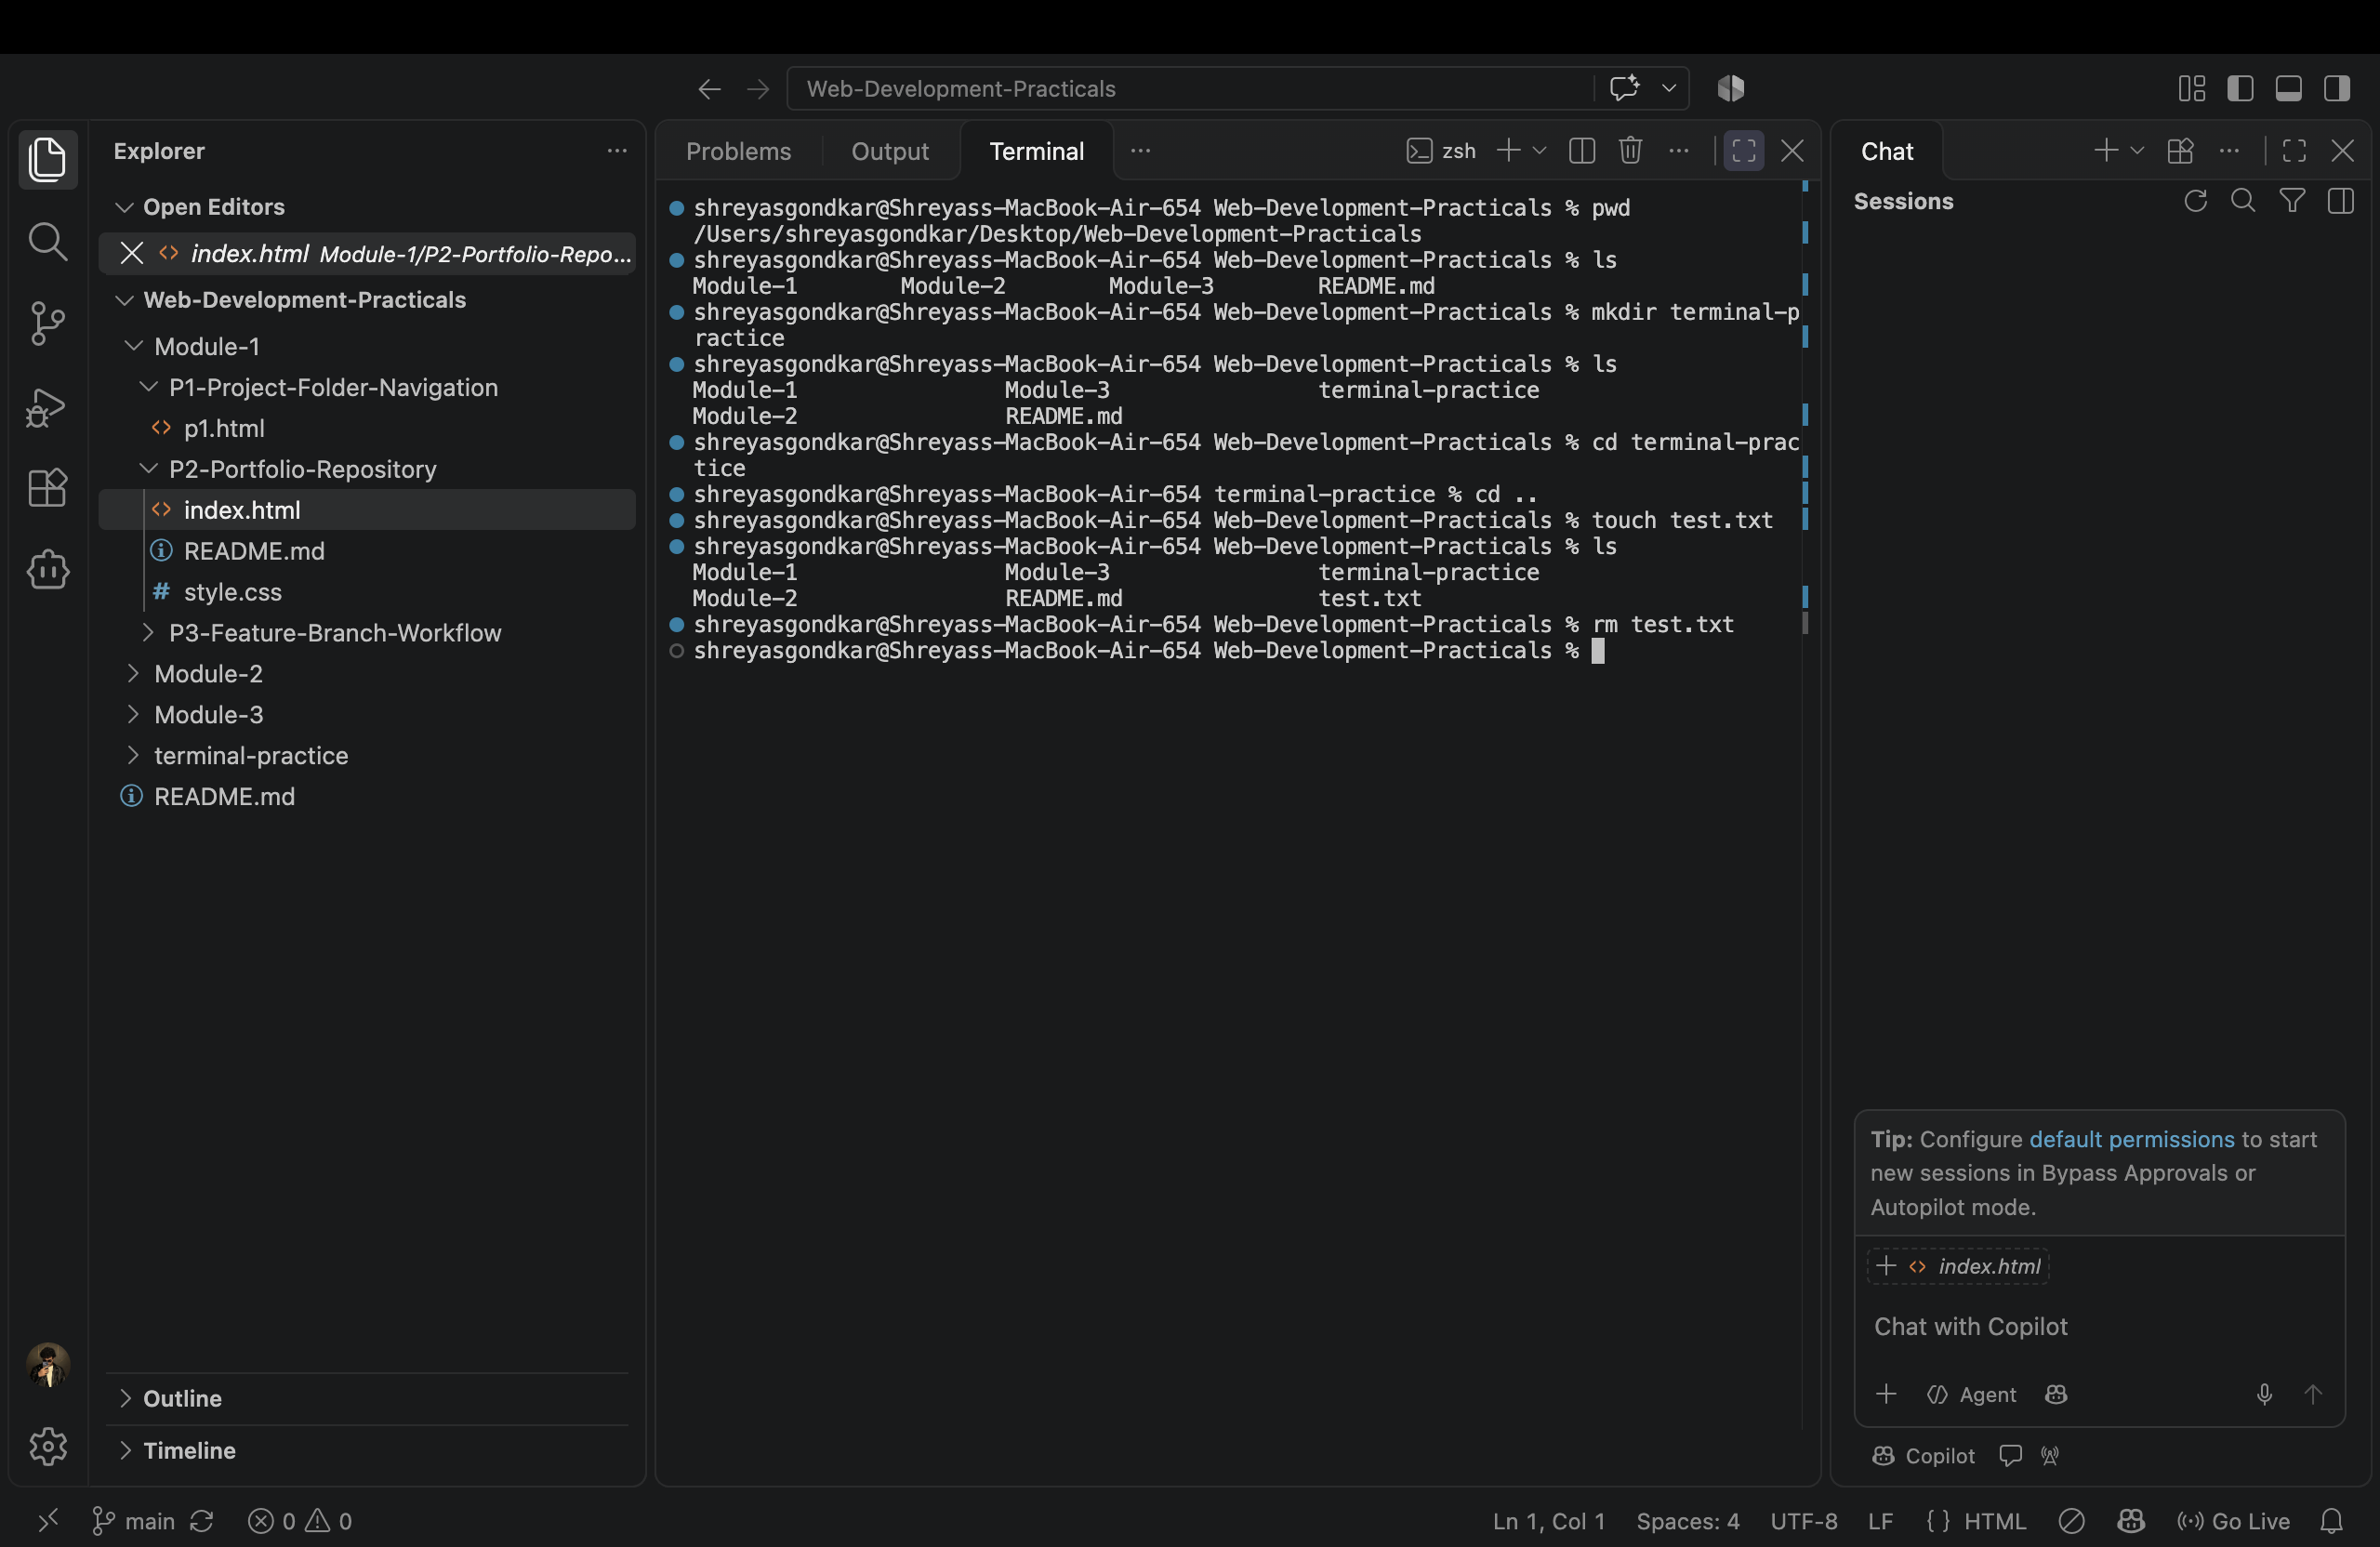 Web-Development-Practicals
Explorer
Open Editors
index.html Module-1/P2-Portfolio-Repo...
Web-Development-Practicals
Module-1
P1-Project-Folder-Navigation
p1.html
P2-Portfolio-Repository
index.html
README.md
style.css
P3-Feature-Branch-Workflow
Module-2
Module-3
terminal-practice
README.md
Outline
Timeline
Problems Output Terminal zsh
shreyasgondkar@Shreyass-MacBook-Air-654 Web-Development-Practicals % pwd
/Users/shreyasgondkar/Desktop/Web-Development-Practicals
shreyasgondkar@Shreyass-MacBook-Air-654 Web-Development-Practicals % ls
Module-1 Module-2 Module-3 README.md
shreyasgondkar@Shreyass-MacBook-Air-654 Web-Development-Practicals % mkdir terminal-p
ractice
shreyasgondkar@Shreyass-MacBook-Air-654 Web-Development-Practicals % ls
Module-1 Module-3 terminal-practice
Module-2 README.md
shreyasgondkar@Shreyass-MacBook-Air-654 Web-Development-Practicals % cd terminal-prac
tice
shreyasgondkar@Shreyass-MacBook-Air-654 terminal-practice % cd ..
shreyasgondkar@Shreyass-MacBook-Air-654 Web-Development-Practicals % touch test.txt
shreyasgondkar@Shreyass-MacBook-Air-654 Web-Development-Practicals % ls
Module-1 Module-3 terminal-practice
Module-2 README.md test.txt
shreyasgondkar@Shreyass-MacBook-Air-654 Web-Development-Practicals % rm test.txt
shreyasgondkar@Shreyass-MacBook-Air-654 Web-Development-Practicals %
Chat
Sessions
Tip: Configure default permissions to start
new sessions in Bypass Approvals or
Autopilot mode.
index.html
Chat with Copilot
Agent
Copilot
main 0 0 Ln 1, Col 1 Spaces: 4 UTF-8 LF {} HTML Go Live